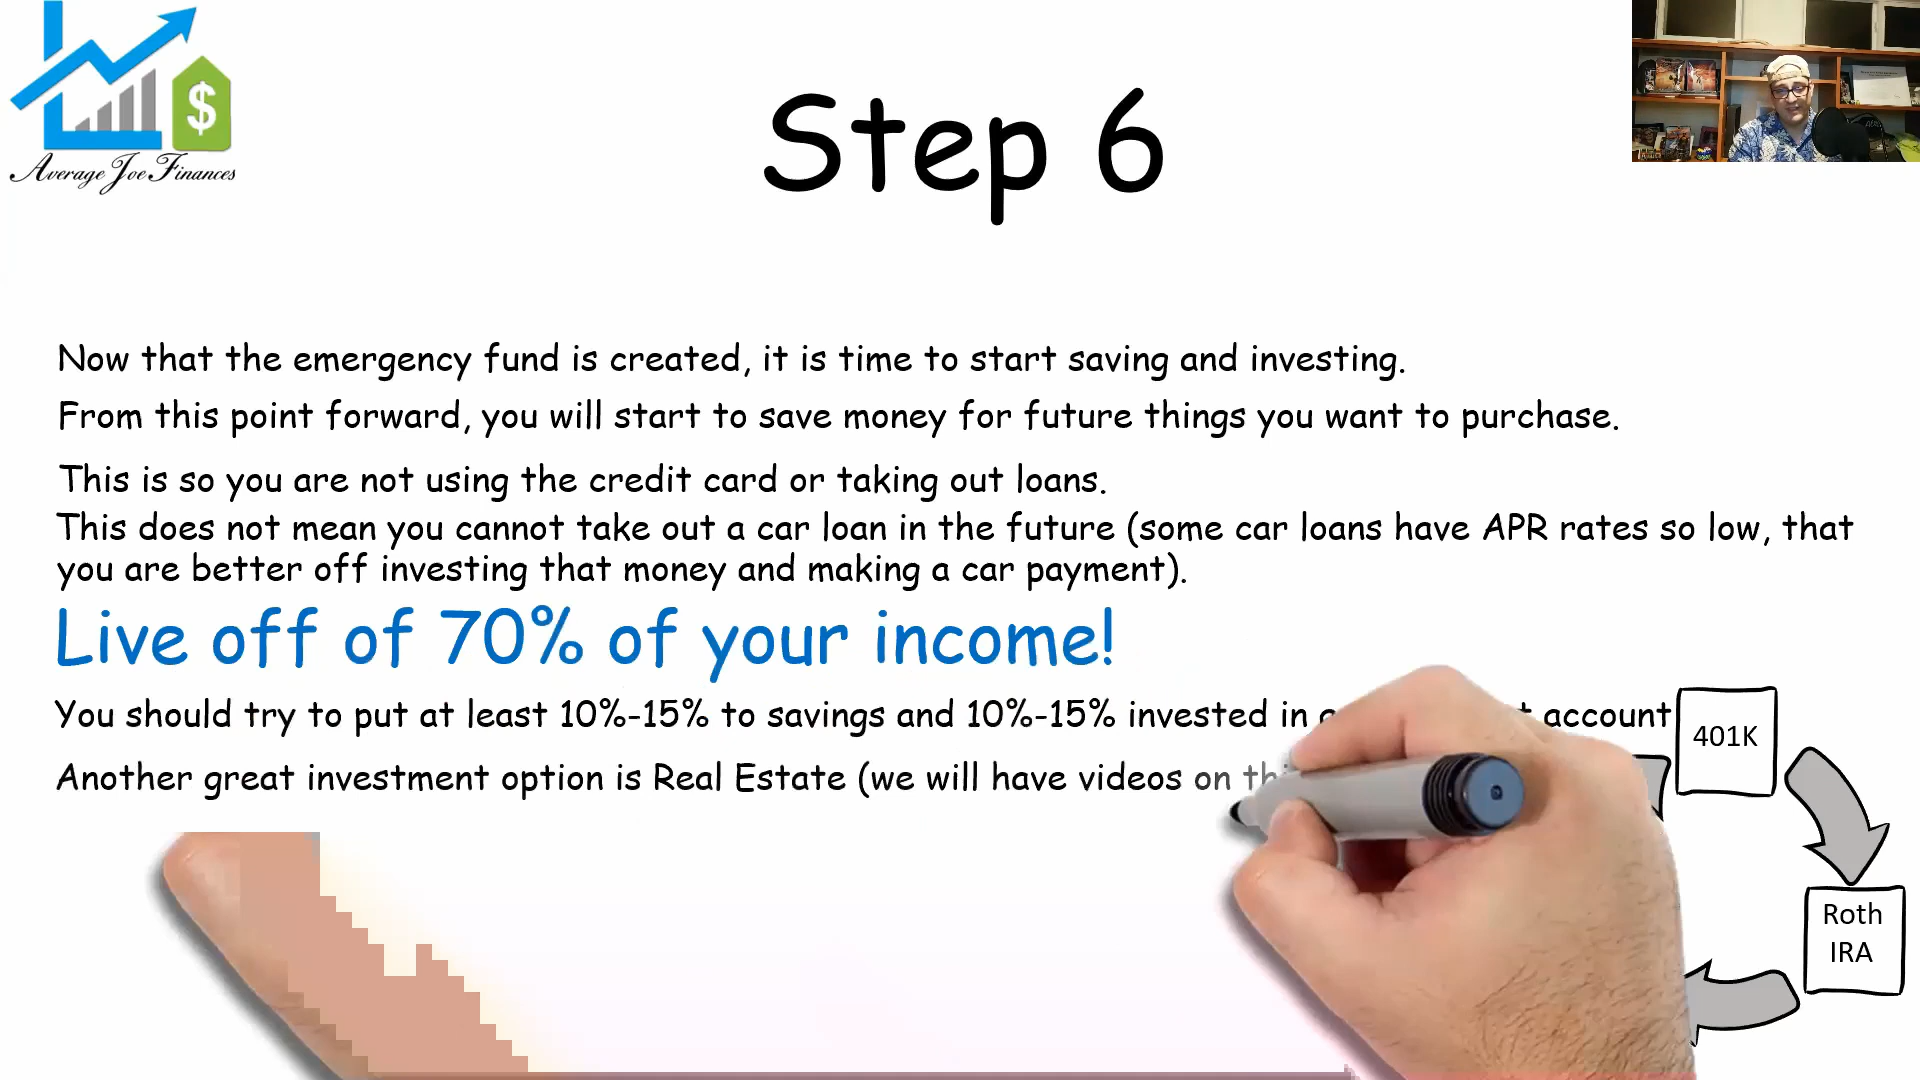 Average Joe Finances
$
Step 6
Now that the emergency fund is created, it is time to start saving and investing.
From this point forward, you will start to save money for future things you want to purchase.
This is so you are not using the credit card or taking out loans.
This does not mean you cannot take out a car loan in the future (some car loans have APR rates so low, that
you are better off investing that money and making a car payment).
Live off of 70% of your income!
You should try to put at least 10%-15% to savings and 10%-15% invested in account
Another great investment option is Real Estate (we will have videos on
401K
Roth
IRA